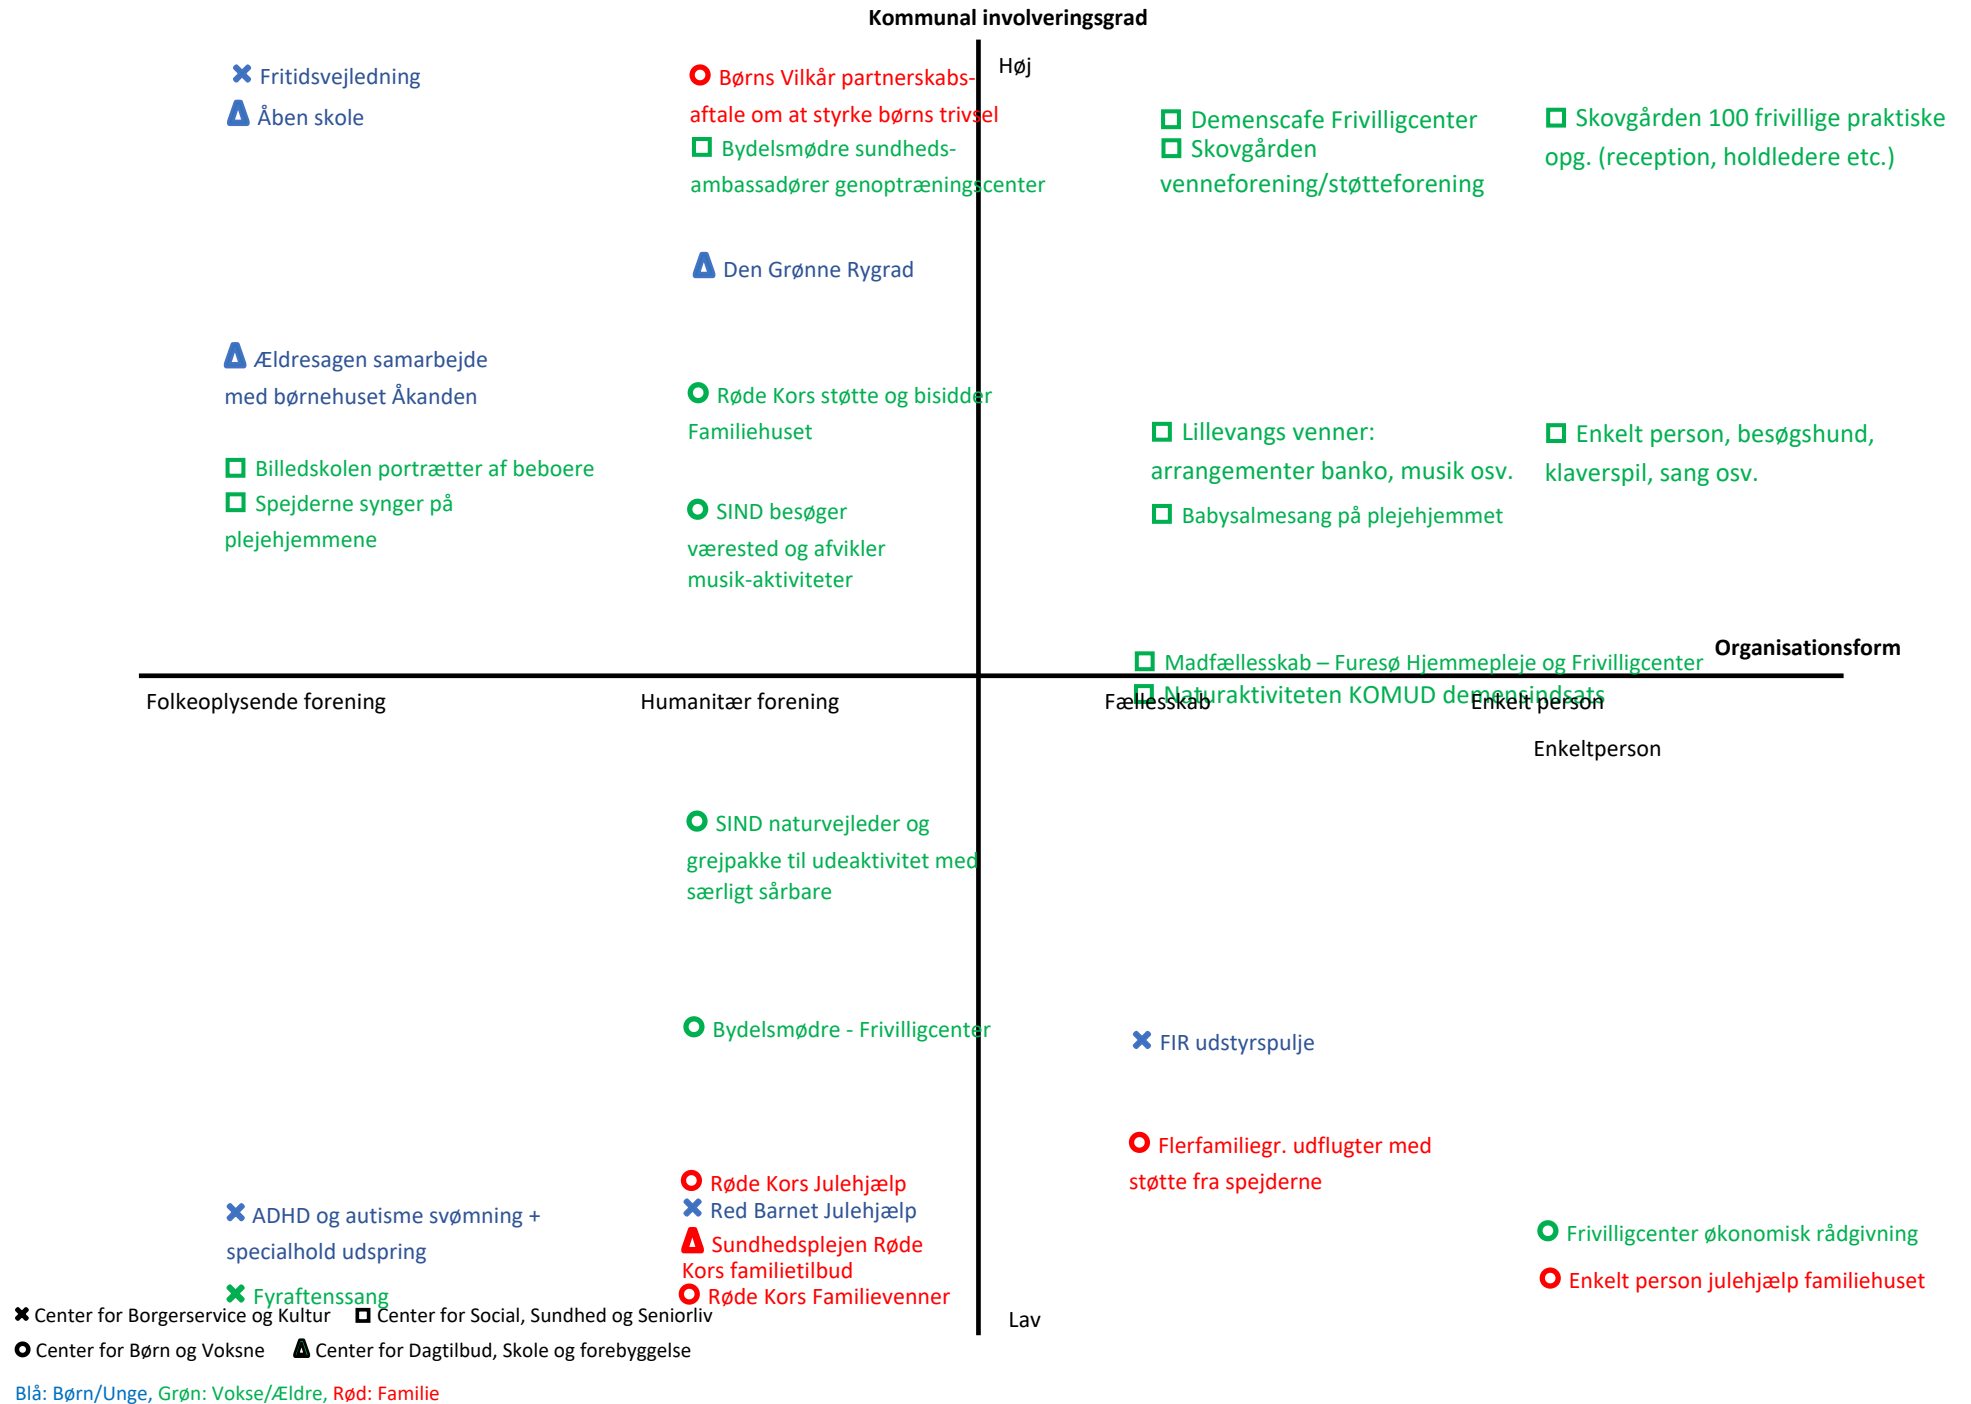 Kommunal involveringsgrad
Høj
Fritidsvejledning
Åben skole
Børns Vilkår partnerskabs-
aftale om at styrke børns trivsel
Bydelsmødre sundheds-
ambassadører genoptræningscenter
Demenscafe Frivilligcenter
Skovgården
venneforening/støtteforening
Skovgården 100 frivillige praktiske
opg. (reception, holdledere etc.)
Den Grønne Rygrad
Ældresagen samarbejde
med børnehuset Åkanden
Røde Kors støtte og bisidder
Familiehuset
Billedskolen portrætter af beboere
Spejderne synger på
plejehjemmene
SIND besøger
værested og afvikler
musik-aktiviteter
Lillevangs venner:
arrangementer banko, musik osv.
Babysalmesang på plejehjemmet
Enkelt person, besøgshund,
klaverspil, sang osv.
Organisationsform
Madfællesskab – Furesø Hjemmepleje og Frivilligcenter
Naturaktiviteten KOMUD demensindsats
Folkeoplysende forening
Humanitær forening
Fællesskab
Enkelt person
Enkeltperson
SIND naturvejleder og
grejpakke til udeaktivitet med
særligt sårbare
Bydelsmødre - Frivilligcenter
FIR udstyrspulje
Flerfamiliegr. udflugter med
støtte fra spejderne
ADHD og autisme svømning +
specialhold udspring
Fyraftenssang
Røde Kors Julehjælp
Red Barnet Julehjælp
Sundhedsplejen Røde
Kors familietilbud
Røde Kors Familievenner
Frivilligcenter økonomisk rådgivning
Enkelt person julehjælp familiehuset
Lav
Center for Borgerservice og Kultur
Center for Social, Sundhed og Seniorliv
Center for Børn og Voksne
Center for Dagtilbud, Skole og forebyggelse
Blå: Børn/Unge, Grøn: Vokse/Ældre, Rød: Familie